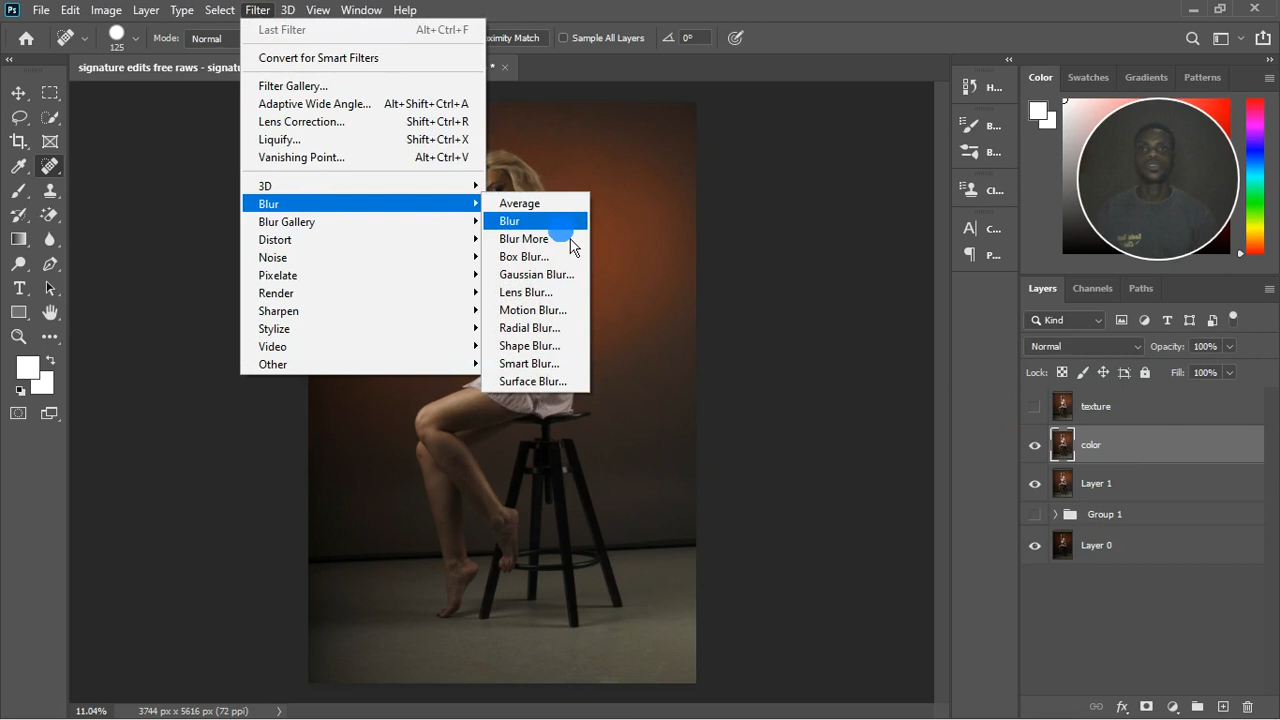 Ps File Edit Image Layer Type Select Filter 3D View Window Help
125 Mode: Normal ximity Match Sample All Layers 0°
signature edits free raws - signatu * ×
Last Filter Alt+Ctrl+F
Convert for Smart Filters
Filter Gallery...
Adaptive Wide Angle... Alt+Shift+Ctrl+A
Lens Correction... Shift+Ctrl+R
Liquify... Shift+Ctrl+X
Vanishing Point... Alt+Ctrl+V
3D
Blur
Blur Gallery
Distort
Noise
Pixelate
Render
Sharpen
Stylize
Video
Other
Average
Blur
Blur More
Box Blur...
Gaussian Blur...
Lens Blur...
Motion Blur...
Radial Blur...
Shape Blur...
Smart Blur...
Surface Blur...
H...
B...
B...
Cl...
C...
P...
Color Swatches Gradients Patterns
Layers Channels Paths
Kind
Normal Opacity: 100%
Lock: Fill: 100%
texture
color
Layer 1
Group 1
Layer 0
11.04% 3744 px x 5616 px (72 ppi)